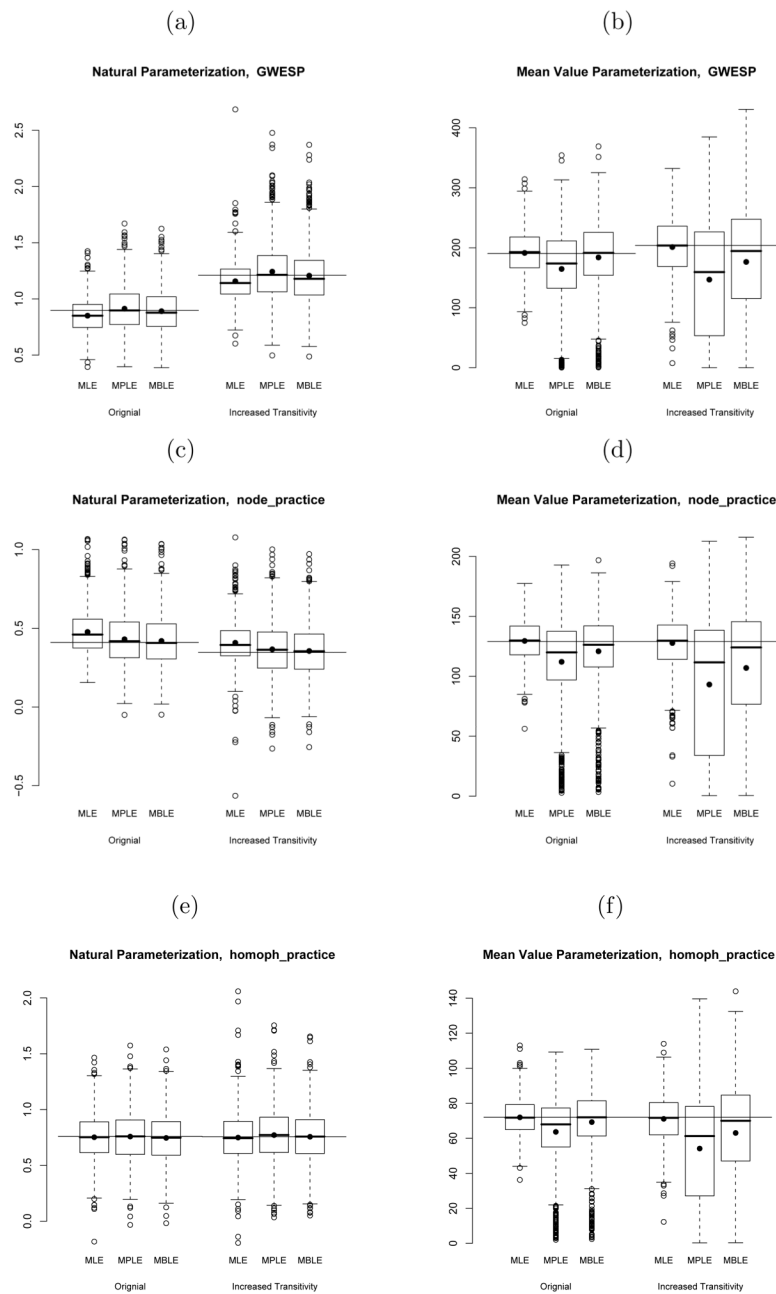 (a)
Natural Parameterization, GWESP
2.5
2.0
1.5
1.0
0.5
MLE MPLE MBLE MLE MPLE MBLE
Orignial Increased Transitivity
(b)
Mean Value Parameterization, GWESP
400
300
200
100
0
MLE MPLE MBLE MLE MPLE MBLE
Orignial Increased Transitivity
(c)
Natural Parameterization, node_practice
1.0
0.5
0.0
−0.5
MLE MPLE MBLE MLE MPLE MBLE
Orignial Increased Transitivity
(d)
Mean Value Parameterization, node_practice
200
150
100
50
0
MLE MPLE MBLE MLE MPLE MBLE
Orignial Increased Transitivity
(e)
Natural Parameterization, homoph_practice
2.0
1.5
1.0
0.5
0.0
MLE MPLE MBLE MLE MPLE MBLE
Orignial Increased Transitivity
(f)
Mean Value Parameterization, homoph_practice
140
120
100
80
60
40
20
0
MLE MPLE MBLE MLE MPLE MBLE
Orignial Increased Transitivity